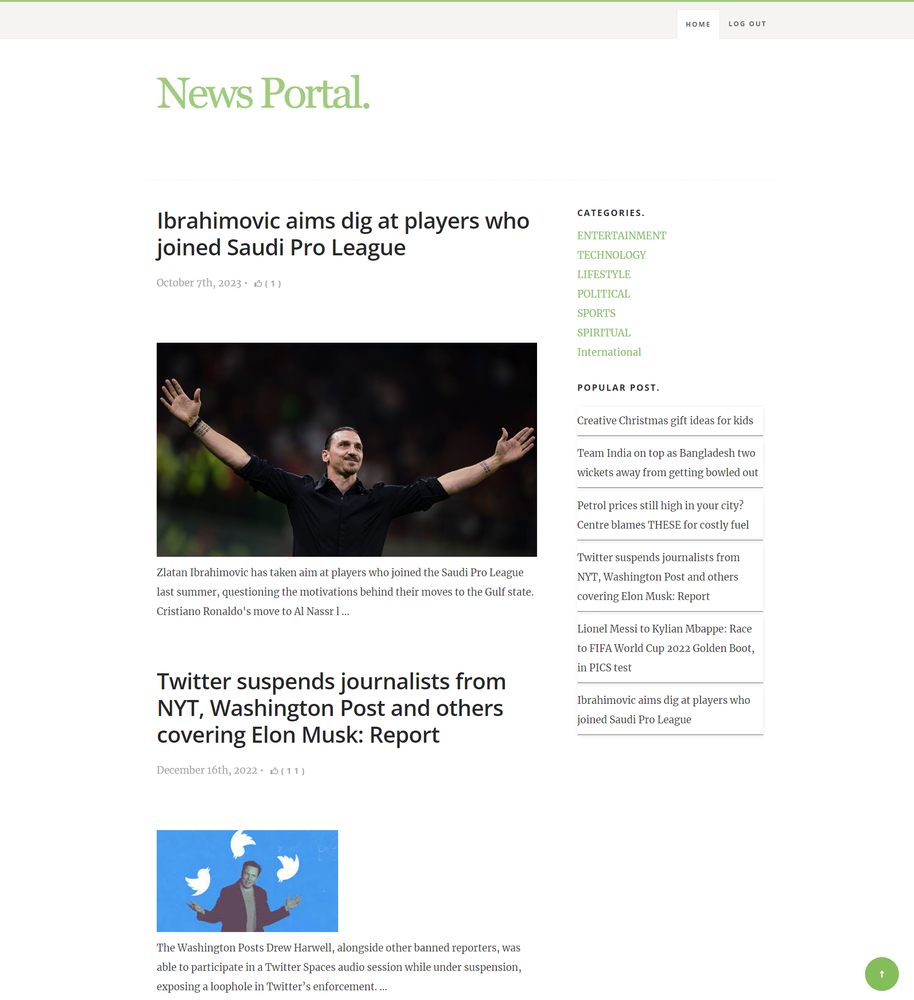 HOME
LOG OUT
News Portal.
Ibrahimovic aims dig at players who
joined Saudi Pro League
October 7th, 2023 • ( 1 )
Zlatan Ibrahimovic has taken aim at players who joined the Saudi Pro League
last summer, questioning the motivations behind their moves to the Gulf state.
Cristiano Ronaldo's move to Al Nassr l ...
Twitter suspends journalists from
NYT, Washington Post and others
covering Elon Musk: Report
December 16th, 2022 • ( 1 1 )
The Washington Posts Drew Harwell, alongside other banned reporters, was
able to participate in a Twitter Spaces audio session while under suspension,
exposing a loophole in Twitter’s enforcement. ...
CATEGORIES.
ENTERTAINMENT
TECHNOLOGY
LIFESTYLE
POLITICAL
SPORTS
SPIRITUAL
International
POPULAR POST.
Creative Christmas gift ideas for kids
Team India on top as Bangladesh two
wickets away from getting bowled out
Petrol prices still high in your city?
Centre blames THESE for costly fuel
Twitter suspends journalists from
NYT, Washington Post and others
covering Elon Musk: Report
Lionel Messi to Kylian Mbappe: Race
to FIFA World Cup 2022 Golden Boot,
in PICS test
Ibrahimovic aims dig at players who
joined Saudi Pro League